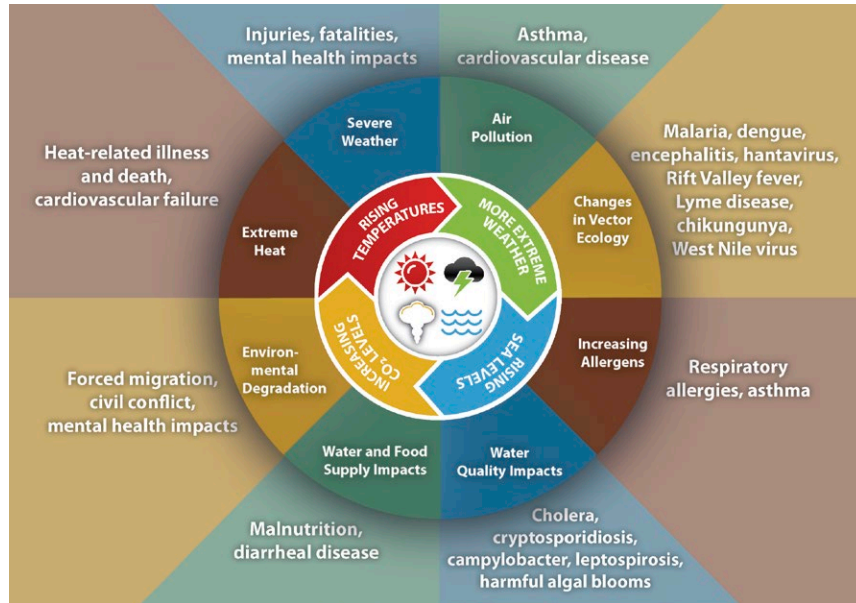 Injuries, fatalities,
mental health impacts
Asthma,
cardiovascular disease
Severe
Weather
Air
Pollution
Heat-related illness
and death,
cardiovascular failure
Malaria, dengue,
encephalitis, hantavirus,
Rift Valley fever,
Lyme disease,
chikungunya,
West Nile virus
Extreme
Heat
Changes
in Vector
Ecology
RISING
TEMPERATURES
MORE EXTREME
WEATHER
INCREASING
CO₂ LEVELS
RISING
SEA LEVELS
Environ-
mental
Degradation
Increasing
Allergens
Forced migration,
civil conflict,
mental health impacts
Respiratory
allergies, asthma
Water and Food
Supply Impacts
Water
Quality Impacts
Malnutrition,
diarrheal disease
Cholera,
cryptosporidiosis,
campylobacter, leptospirosis,
harmful algal blooms